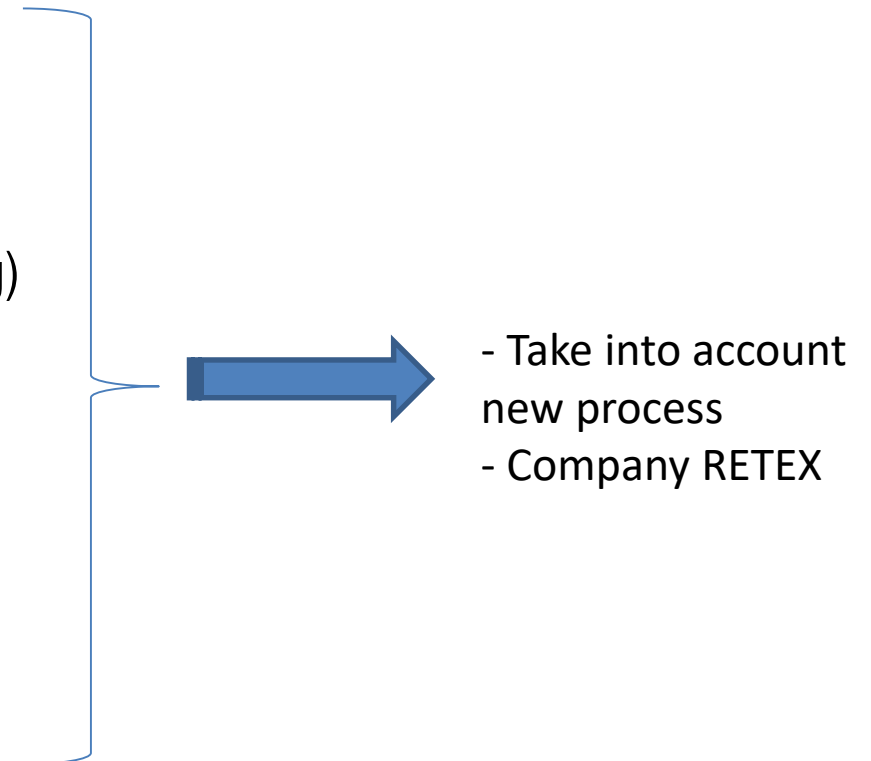 )
- Take into account
new process
- Company RETEX